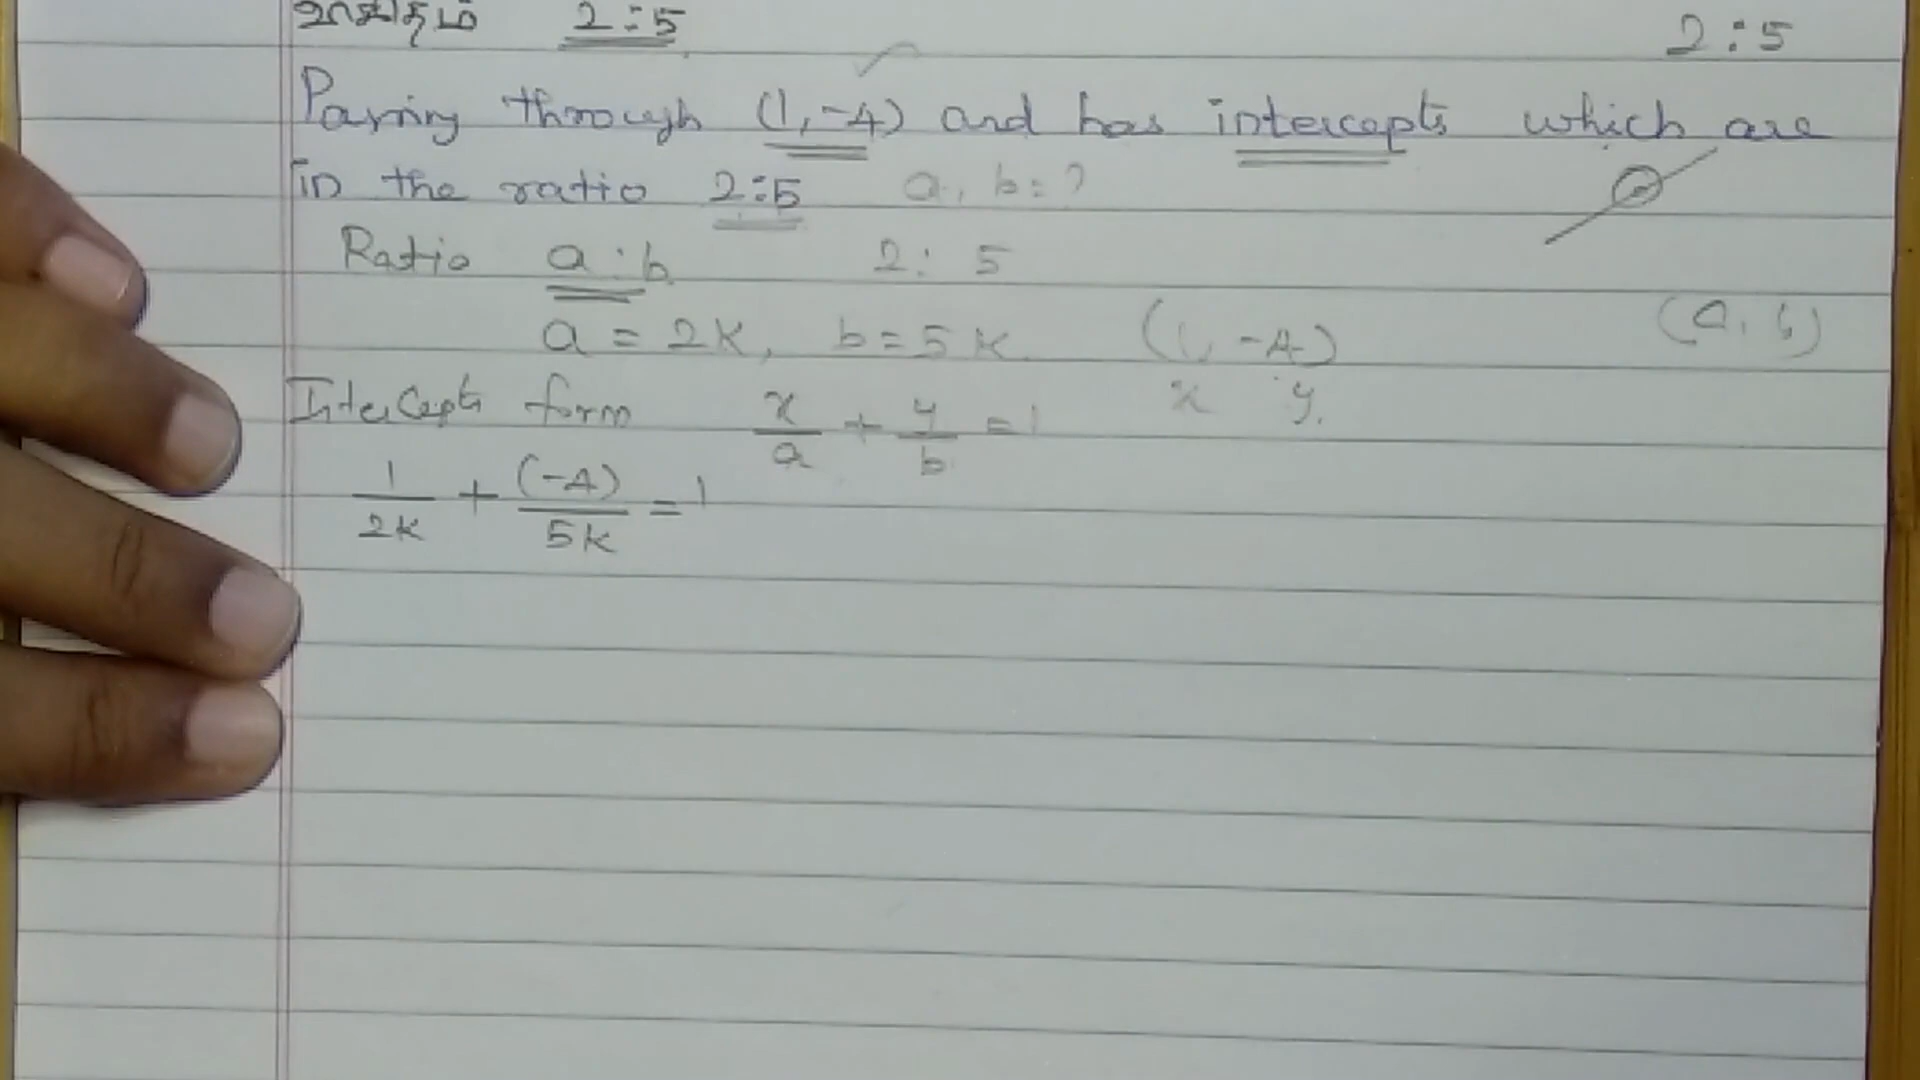 விகிதம் 2:5 2:5
Passing through (1,-4) and has intercepts which are
in the ratio 2:5 a, b=?
Ratio a:b 2: 5
a = 2k, b = 5k (1, -4) (a, b)
Intercepts form x/a + y/b = 1 x y.
1/2k + (-4)/5k = 1